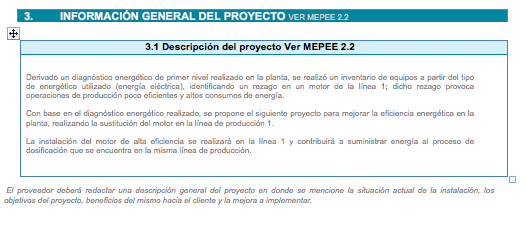 3. INFORMACIÓN GENERAL DEL PROYECTO VER MEPEE 2.2
3.1 Descripción del proyecto Ver MEPEE 2.2
Derivado un diagnóstico energético de primer nivel realizado en la planta, se realizó un inventario de equipos a partir del tipo
de energético utilizado (energía eléctrica), identificando un rezago en un motor de la línea 1; dicho rezago provoca
operaciones de producción poco eficientes y altos consumos de energía.
Con base en el diagnóstico energético realizado, se propone el siguiente proyecto para mejorar la eficiencia energética en la
planta, realizando la sustitución del motor en la línea de producción 1.
La instalación del motor de alta eficiencia se realizará en la línea 1 y contribuirá a suministrar energía al proceso de
dosificación que se encuentra en la misma línea de producción.
El proveedor deberá redactar una descripción general del proyecto en donde se mencione la situación actual de la instalación, los
objetivos del proyecto, beneficios del mismo hacia el cliente y la mejora a implementar.